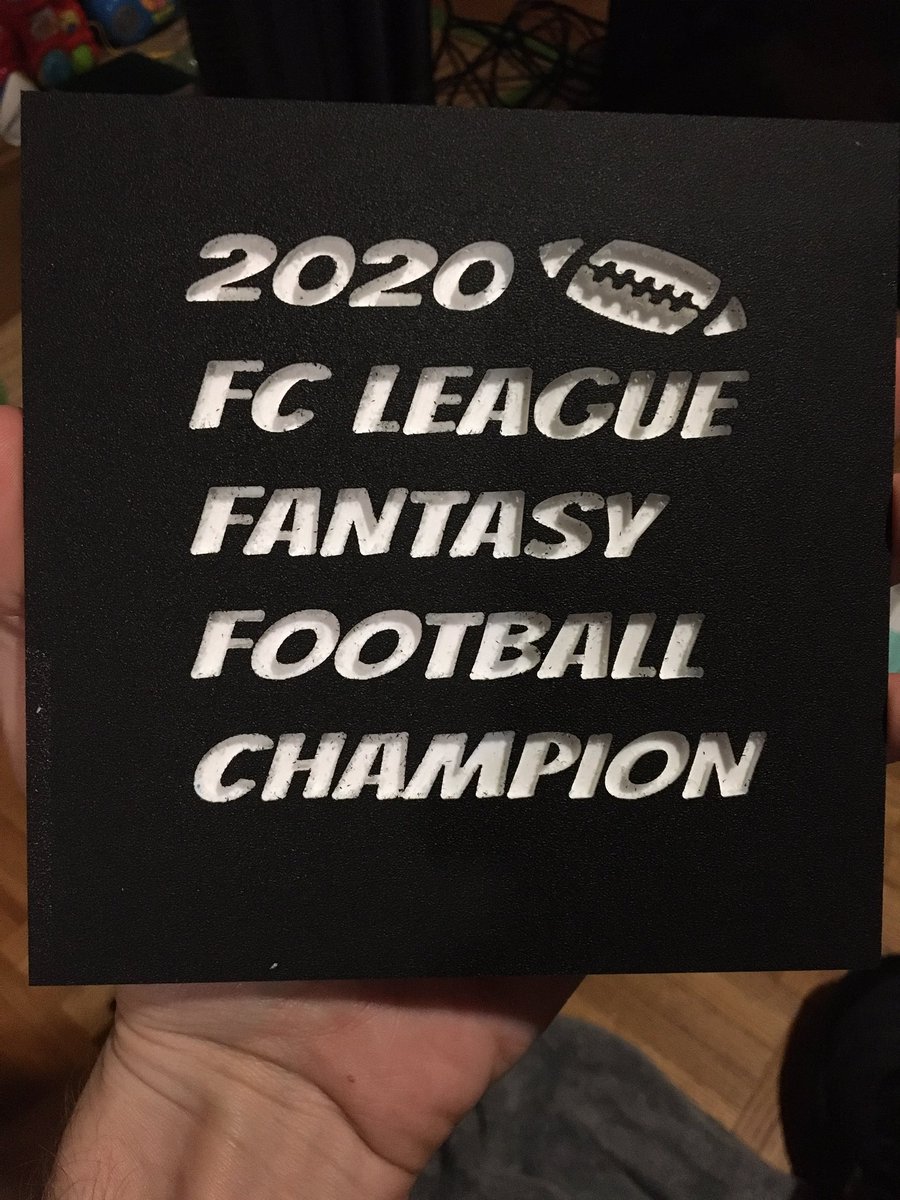 2020
FC LEAGUE
FANTASY
FOOTBALL
CHAMPION